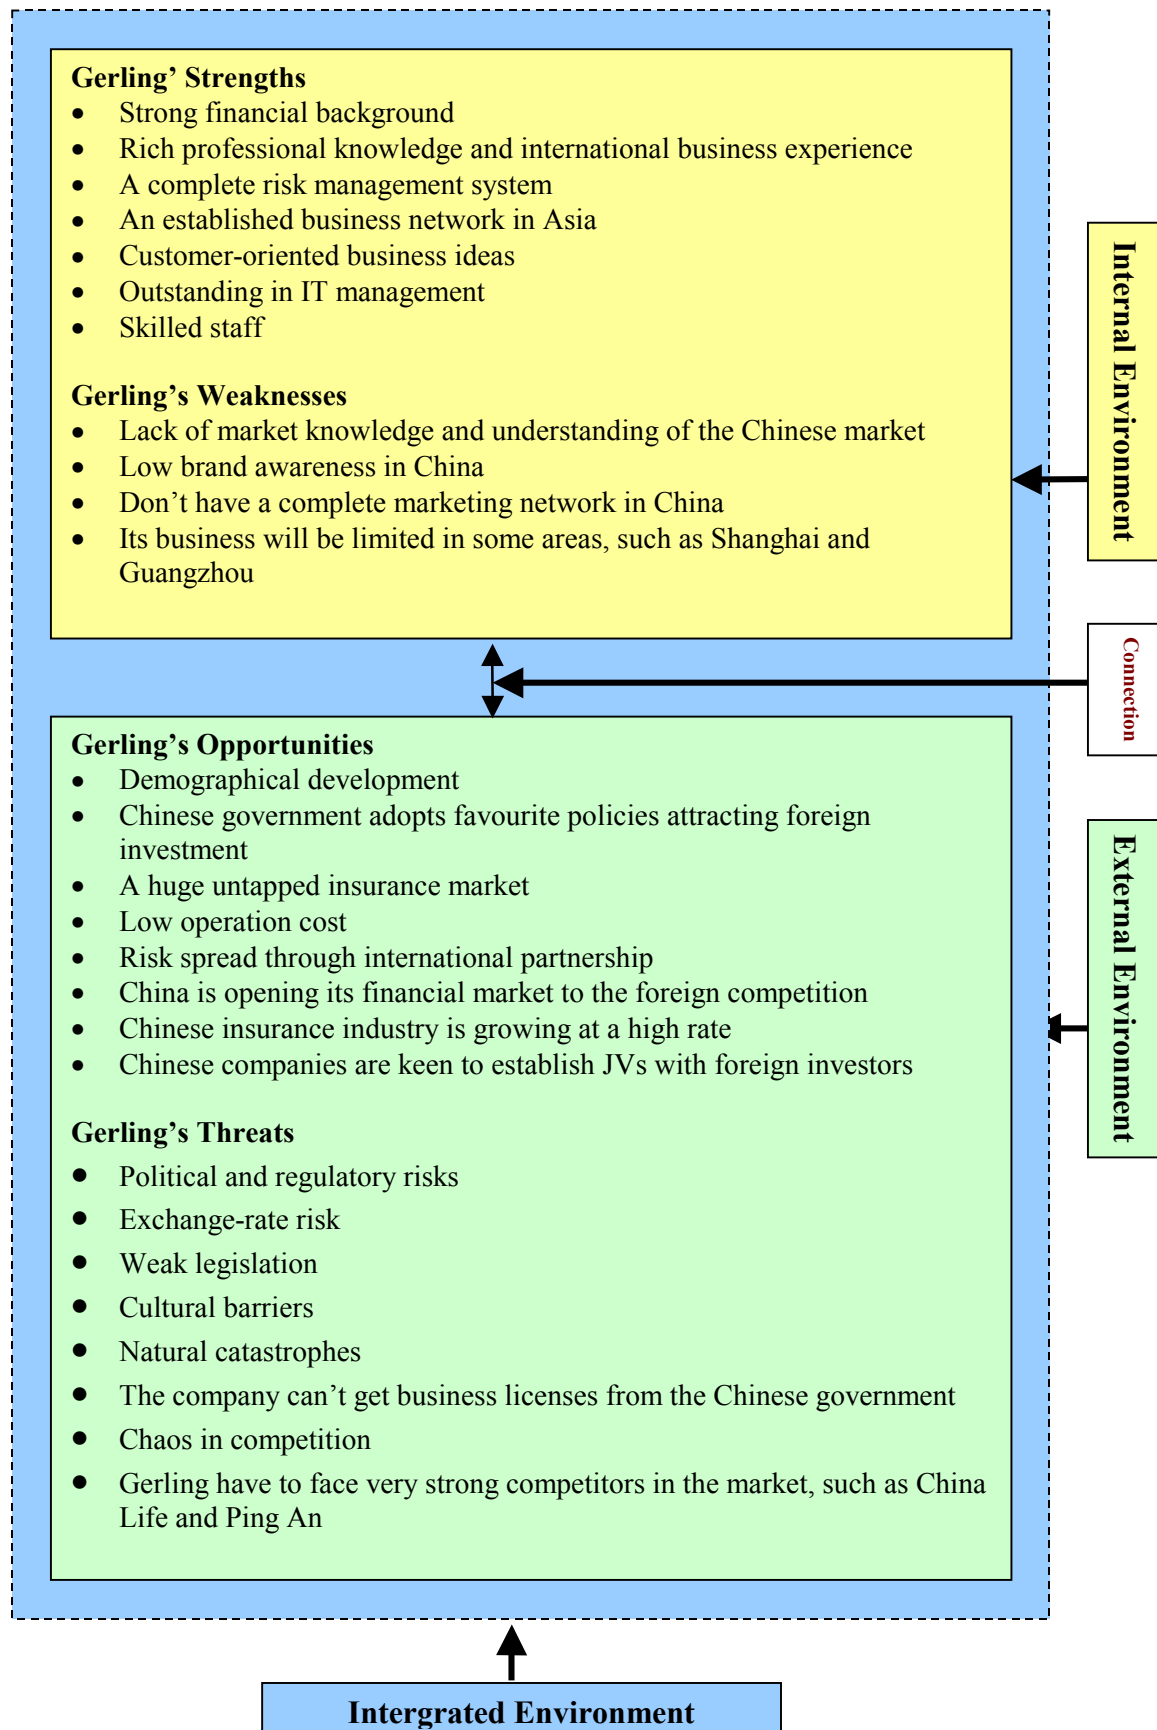 Gerling' Strengths
• Strong financial background
• Rich professional knowledge and international business experience
• A complete risk management system
• An established business network in Asia
• Customer-oriented business ideas
• Outstanding in IT management
• Skilled staff
Gerling's Weaknesses
• Lack of market knowledge and understanding of the Chinese market
• Low brand awareness in China
• Don't have a complete marketing network in China
• Its business will be limited in some areas, such as Shanghai and
Guangzhou
Internal Environment
Connection
Gerling's Opportunities
• Demographical development
• Chinese government adopts favourite policies attracting foreign
investment
• A huge untapped insurance market
• Low operation cost
• Risk spread through international partnership
• China is opening its financial market to the foreign competition
• Chinese insurance industry is growing at a high rate
• Chinese companies are keen to establish JVs with foreign investors
Gerling's Threats
• Political and regulatory risks
• Exchange-rate risk
• Weak legislation
• Cultural barriers
• Natural catastrophes
• The company can't get business licenses from the Chinese government
• Chaos in competition
• Gerling have to face very strong competitors in the market, such as China
Life and Ping An
External Environment
Intergrated Environment